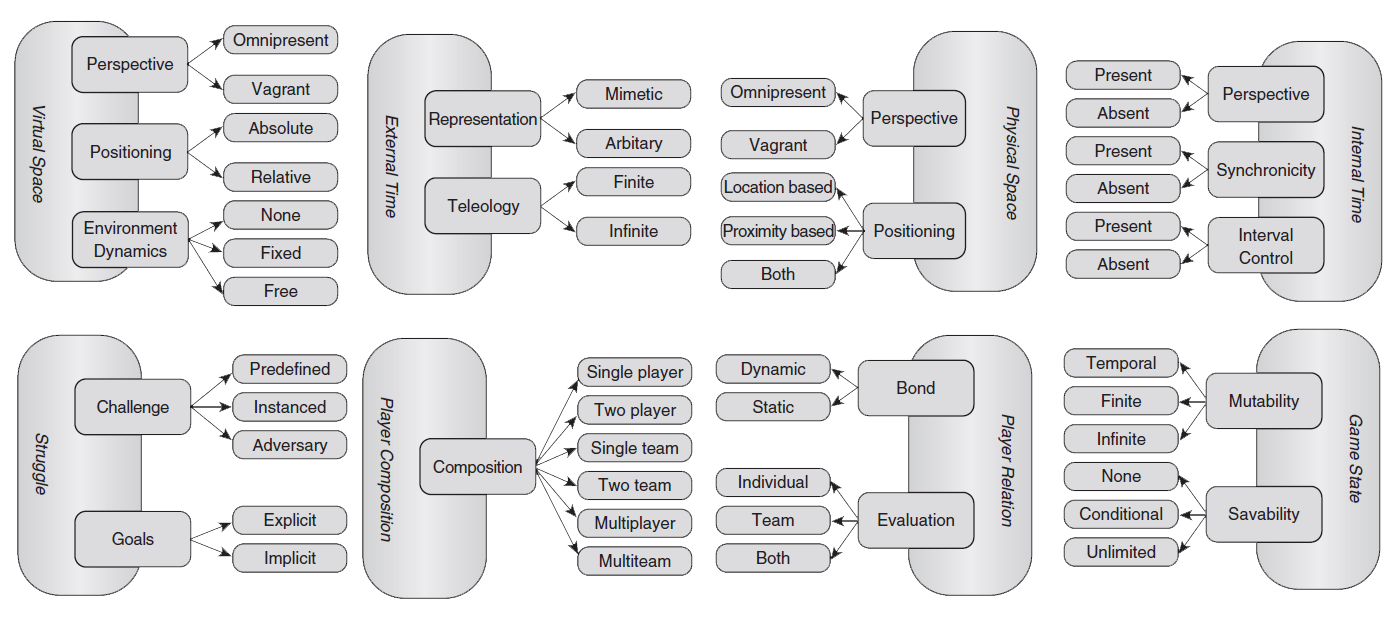 Virtual Space
Perspective
Omnipresent
Vagrant
Positioning
Absolute
Relative
Environment
Dynamics
None
Fixed
Free
External Time
Representation
Mimetic
Arbitary
Teleology
Finite
Infinite
Physical Space
Perspective
Omnipresent
Vagrant
Positioning
Location based
Proximity based
Both
Internal Time
Perspective
Present
Absent
Synchronicity
Present
Absent
Interval
Control
Present
Absent
Struggle
Challenge
Predefined
Instanced
Adversary
Goals
Explicit
Implicit
Player Composition
Composition
Single player
Two player
Single team
Two team
Multiplayer
Multiteam
Player Relation
Bond
Dynamic
Static
Evaluation
Individual
Team
Both
Game State
Mutability
Temporal
Finite
Infinite
Savability
None
Conditional
Unlimited